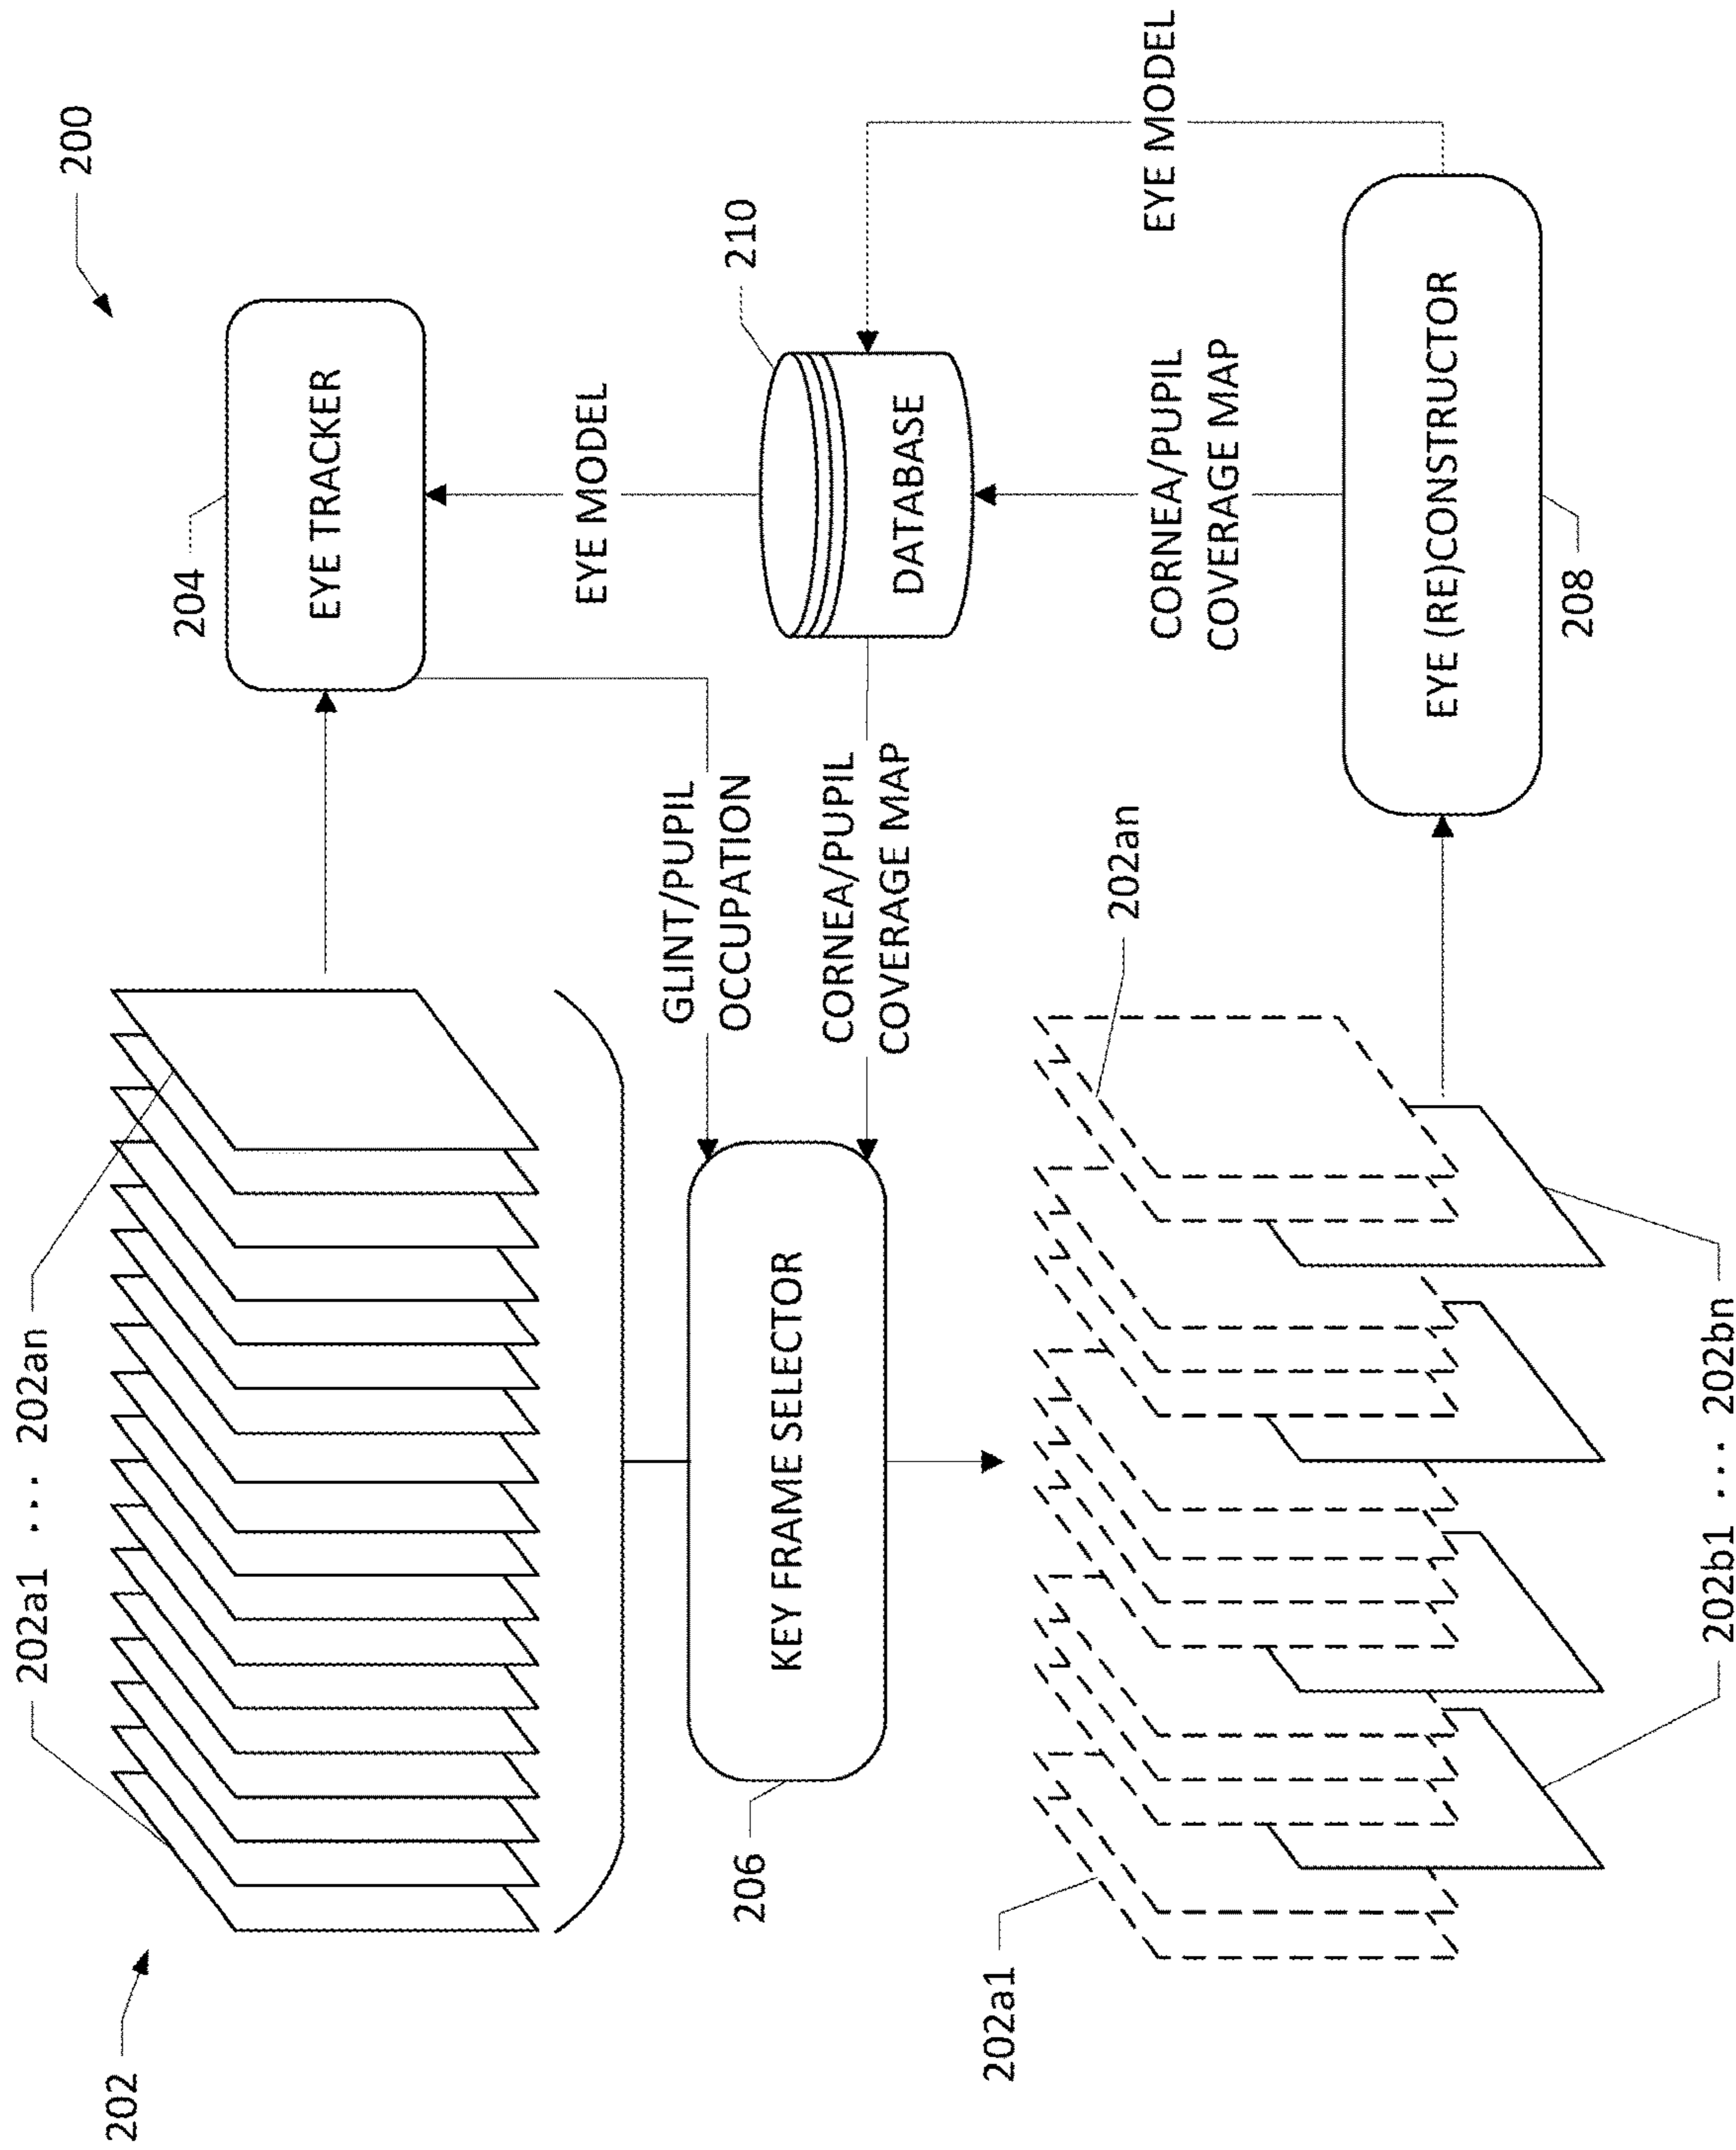 200
202
202a1 ... 202an
204
EYE TRACKER
GLINT/PUPIL
OCCUPATION
EYE MODEL
206
KEY FRAME SELECTOR
CORNEA/PUPIL
COVERAGE MAP
210
DATABASE
202a1
202an
CORNEA/PUPIL
COVERAGE MAP
EYE MODEL
EYE (RE)CONSTRUCTOR
208
202b1 ... 202bn